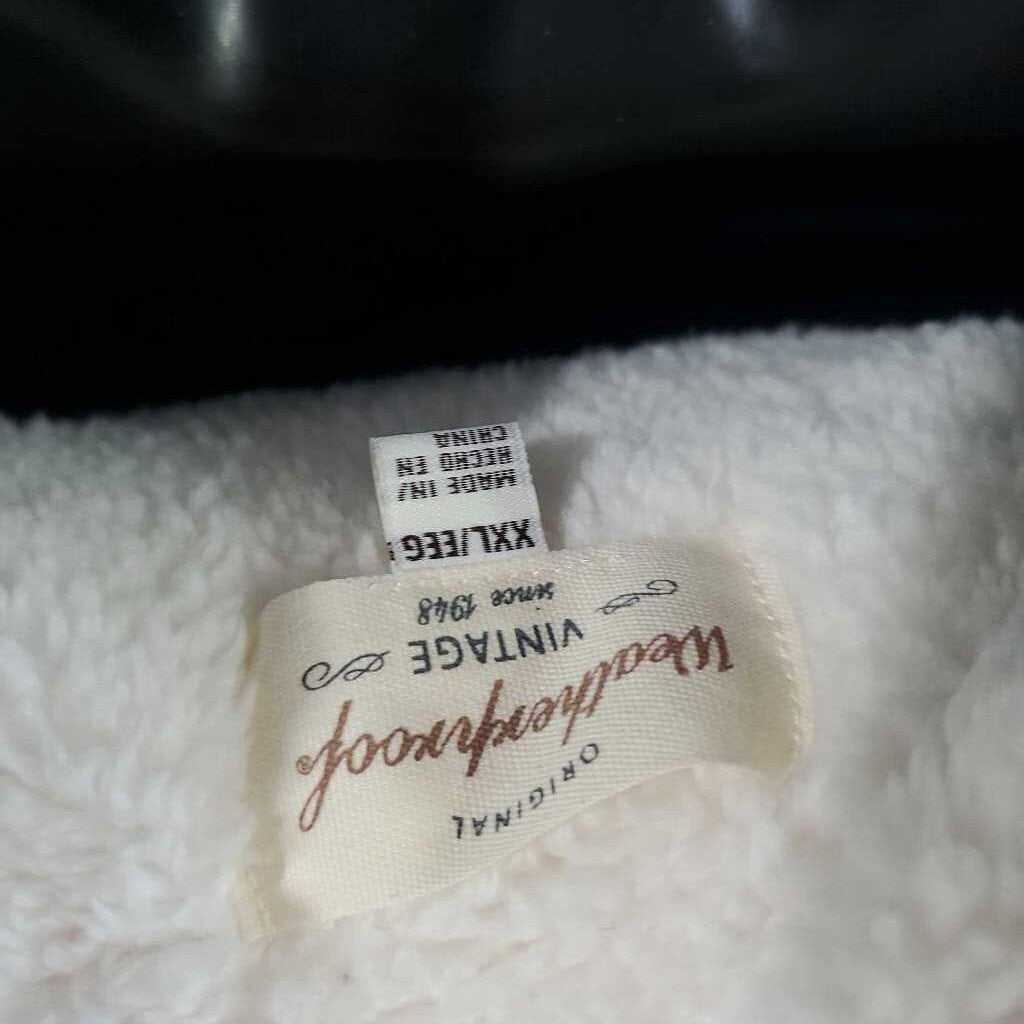 ORIGINAL
Weatherproof®
VINTAGE
since 1948
XXL/EEG
MADE IN/
HECHO EN
CHINA